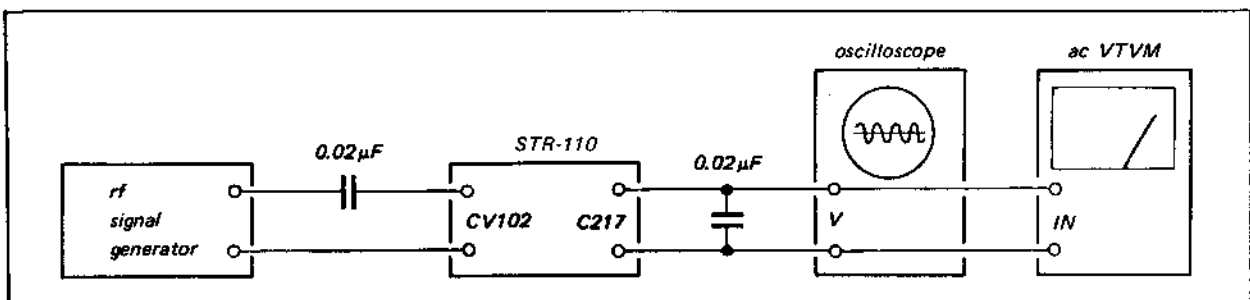 oscilloscope
ac VTVM
STR-110
0.02μF
0.02μF
rf
signal
generator
CV102
C217
V
IN